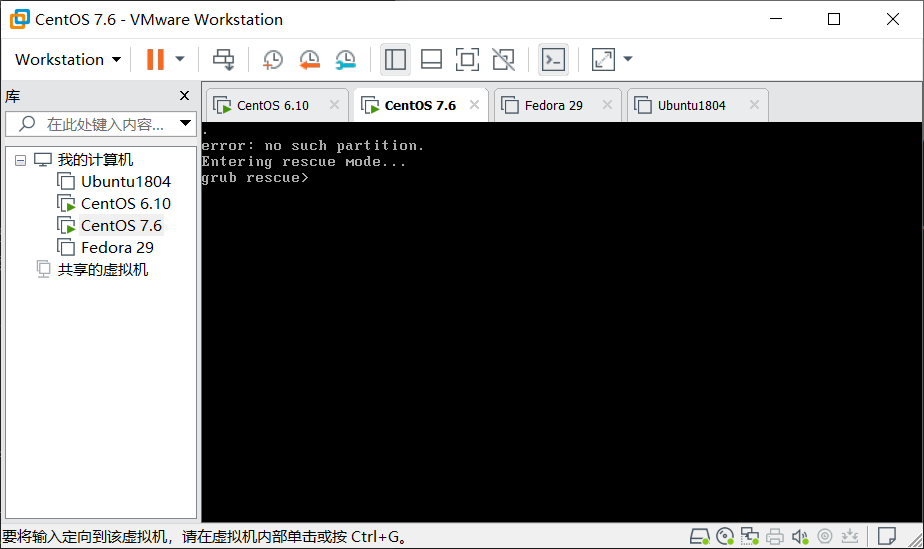 CentOS 7.6 - VMware Workstation
Workstation
库
在此处键入内容...
我的计算机
Ubuntu1804
CentOS 6.10
CentOS 7.6
Fedora 29
共享的虚拟机
CentOS 6.10
CentOS 7.6
Fedora 29
Ubuntu1804
.
error: no such partition.
Entering rescue mode...
grub rescue>
要将输入定向到该虚拟机，请在虚拟机内部单击或按 Ctrl+G。